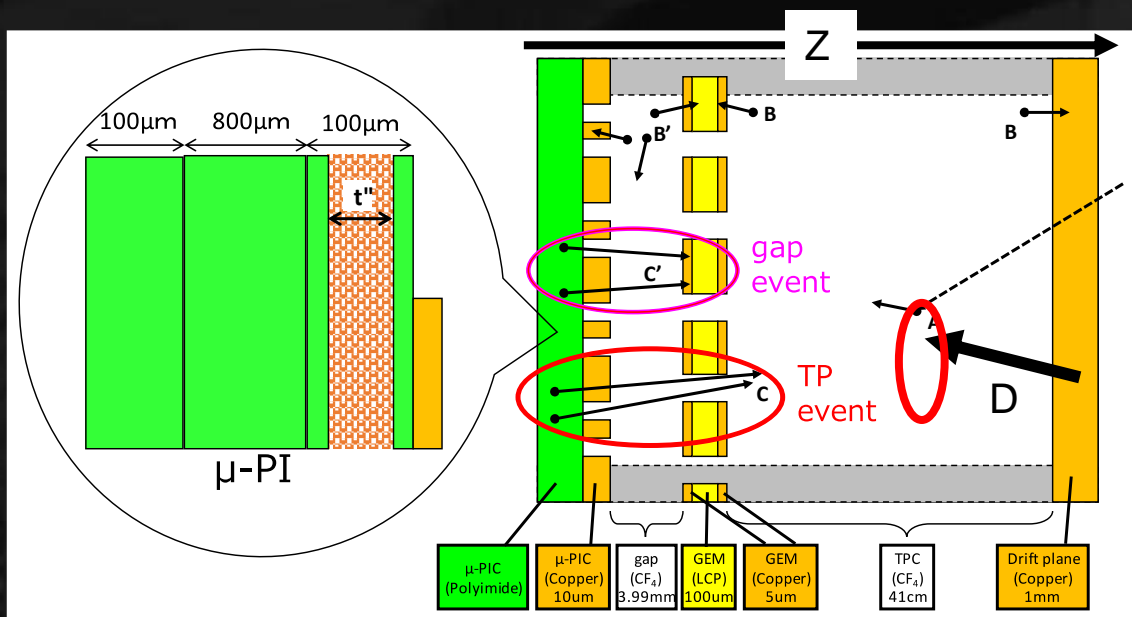 Z
100μm
800μm
100μm
t"
μ-PI
B
B'
B
gap
event
C'
A
TP
event
C
D
μ-PIC
(Polyimide)
μ-PIC
(Copper)
10um
gap
(CF₄)
3.99mm
GEM
(LCP)
100um
GEM
(Copper)
5um
TPC
(CF₄)
41cm
Drift plane
(Copper)
1mm